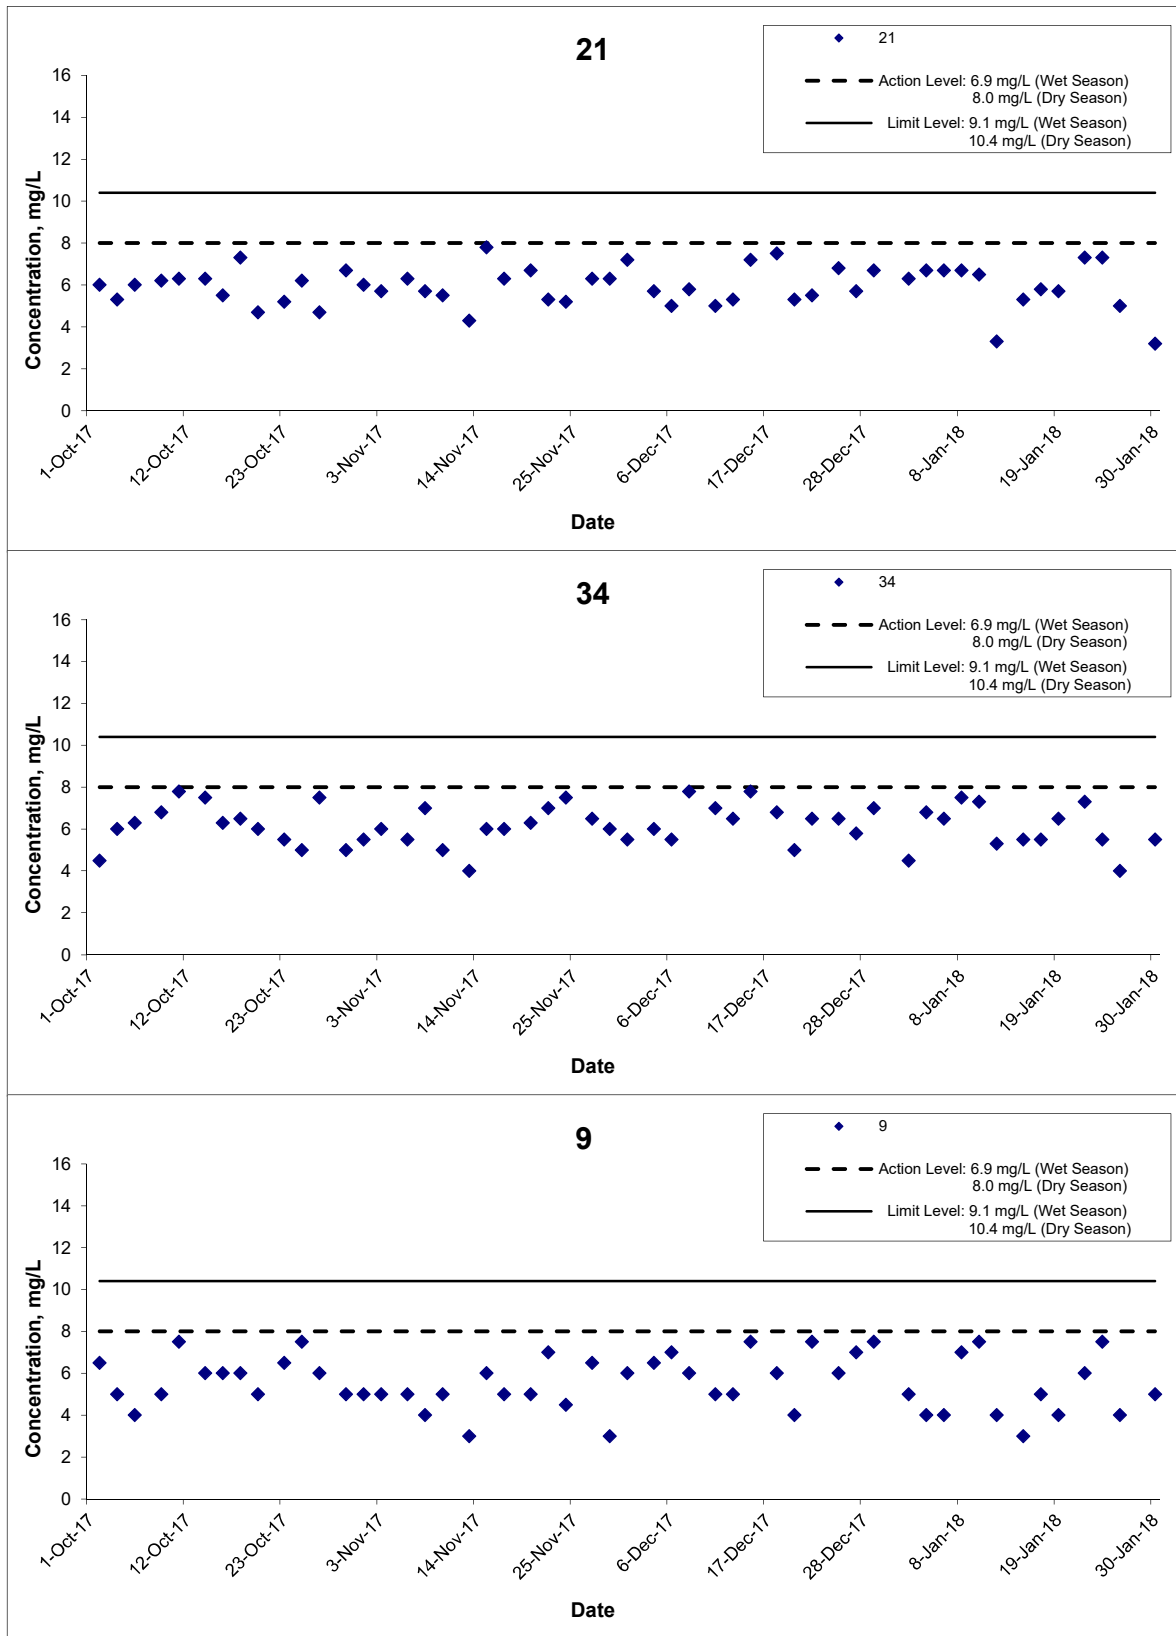 21
21
Action Level: 6.9 mg/L (Wet Season)
8.0 mg/L (Dry Season)
Limit Level: 9.1 mg/L (Wet Season)
10.4 mg/L (Dry Season)
Concentration, mg/L
16
14
12
10
8
6
4
2
0
1-Oct-17
12-Oct-17
23-Oct-17
3-Nov-17
14-Nov-17
25-Nov-17
6-Dec-17
17-Dec-17
28-Dec-17
8-Jan-18
19-Jan-18
30-Jan-18
Date
34
34
Action Level: 6.9 mg/L (Wet Season)
8.0 mg/L (Dry Season)
Limit Level: 9.1 mg/L (Wet Season)
10.4 mg/L (Dry Season)
Concentration, mg/L
16
14
12
10
8
6
4
2
0
1-Oct-17
12-Oct-17
23-Oct-17
3-Nov-17
14-Nov-17
25-Nov-17
6-Dec-17
17-Dec-17
28-Dec-17
8-Jan-18
19-Jan-18
30-Jan-18
Date
9
9
Action Level: 6.9 mg/L (Wet Season)
8.0 mg/L (Dry Season)
Limit Level: 9.1 mg/L (Wet Season)
10.4 mg/L (Dry Season)
Concentration, mg/L
16
14
12
10
8
6
4
2
0
1-Oct-17
12-Oct-17
23-Oct-17
3-Nov-17
14-Nov-17
25-Nov-17
6-Dec-17
17-Dec-17
28-Dec-17
8-Jan-18
19-Jan-18
30-Jan-18
Date